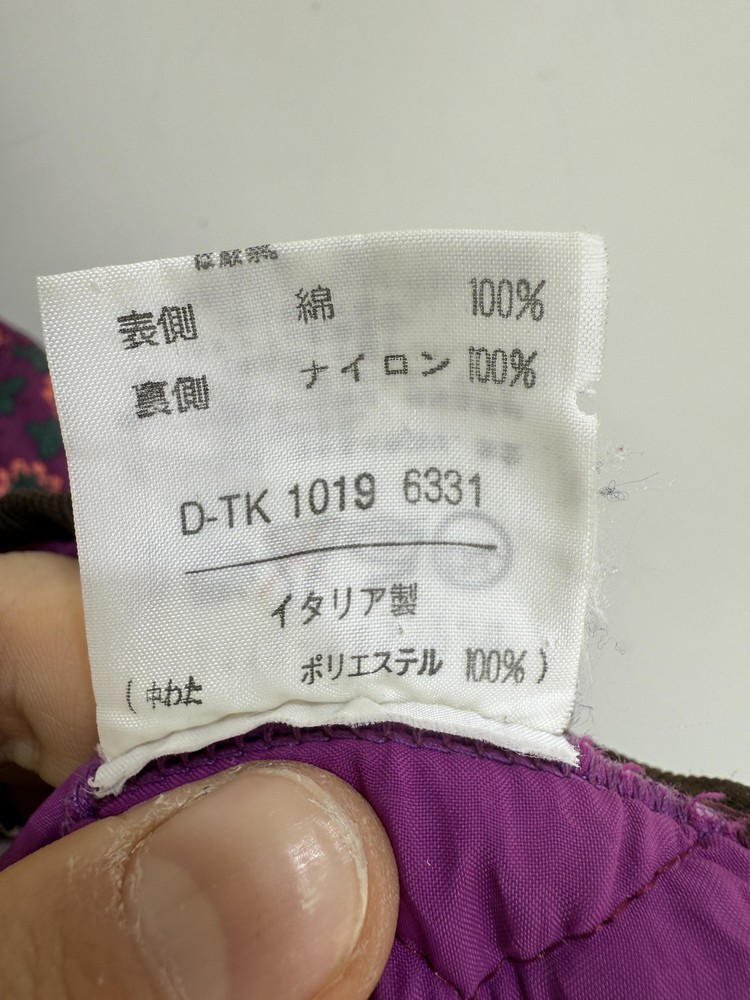 表側 綿 100%
裏側 ナイロン 100%
D-TK 1019 6331
イタリア製
(中わた ポリエステル 100%)